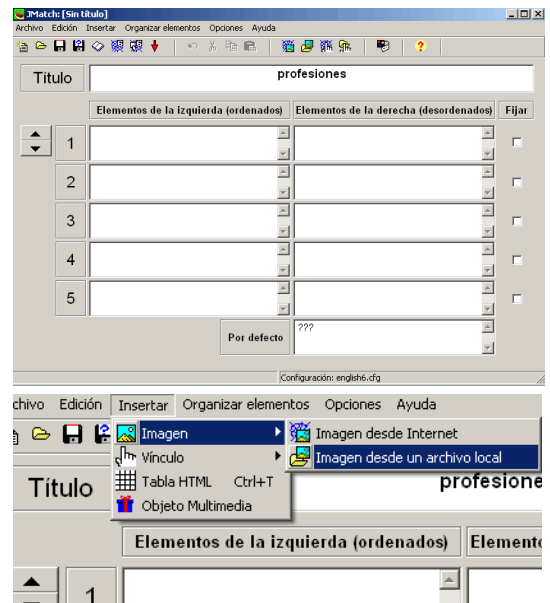 JMatch: [Sin título]
Archivo Edición Insertar Organizar elementos Opciones Ayuda
Título profesiones
Elementos de la izquierda (ordenados) Elementos de la derecha (desordenados) Fijar
1
2
3
4
5
Por defecto ???
Configuración: english6.cfg
chivo Edición Insertar Organizar elementos Opciones Ayuda
Imagen Imagen desde Internet
Vínculo Imagen desde un archivo local
Tabla HTML Ctrl+T
Título profesione
Objeto Multimedia
Elementos de la izquierda (ordenados) Elemento
1